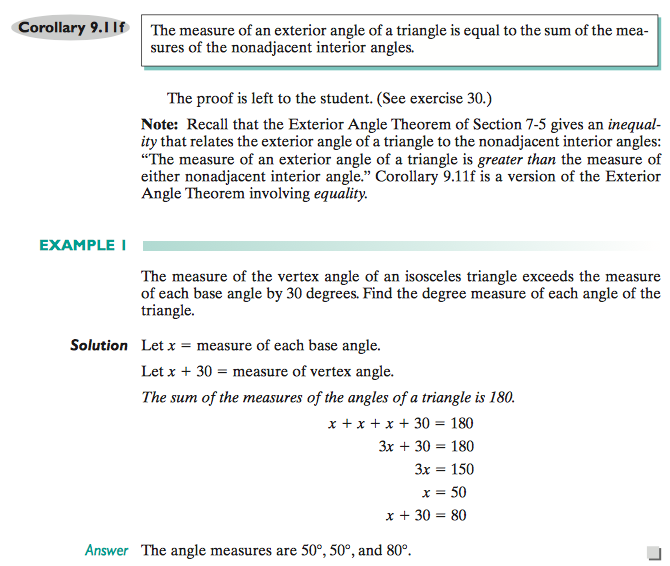 Corollary 9.11f
The measure of an exterior angle of a triangle is equal to the sum of the mea-
sures of the nonadjacent interior angles.
The proof is left to the student. (See exercise 30.)
Note: Recall that the Exterior Angle Theorem of Section 7-5 gives an inequal-
ity that relates the exterior angle of a triangle to the nonadjacent interior angles:
“The measure of an exterior angle of a triangle is greater than the measure of
either nonadjacent interior angle.” Corollary 9.11f is a version of the Exterior
Angle Theorem involving equality.
EXAMPLE 1
The measure of the vertex angle of an isosceles triangle exceeds the measure
of each base angle by 30 degrees. Find the degree measure of each angle of the
triangle.
Solution Let x = measure of each base angle.
Let x + 30 = measure of vertex angle.
The sum of the measures of the angles of a triangle is 180.
x + x + x + 30 = 180
3x + 30 = 180
3x = 150
x = 50
x + 30 = 80
Answer The angle measures are 50°, 50°, and 80°.